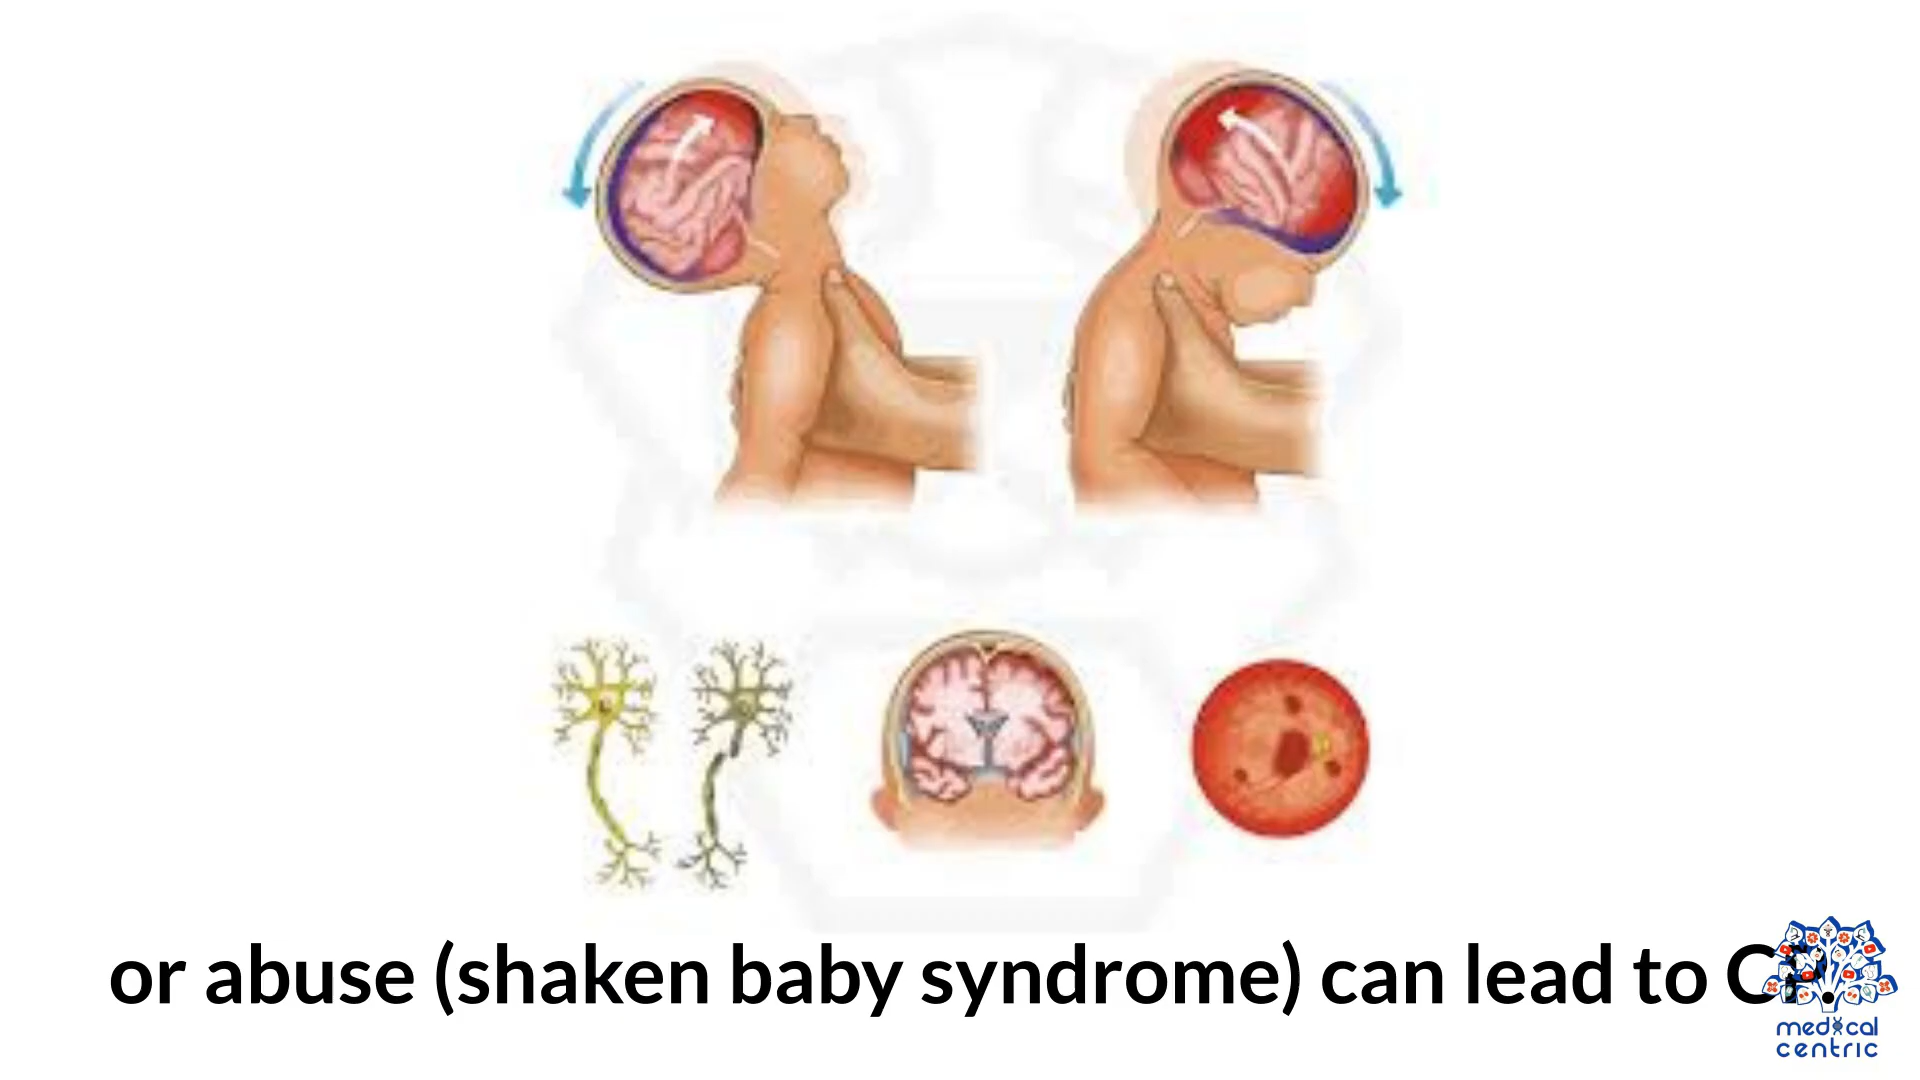 or abuse (shaken baby syndrome) can lead to
medical
centric